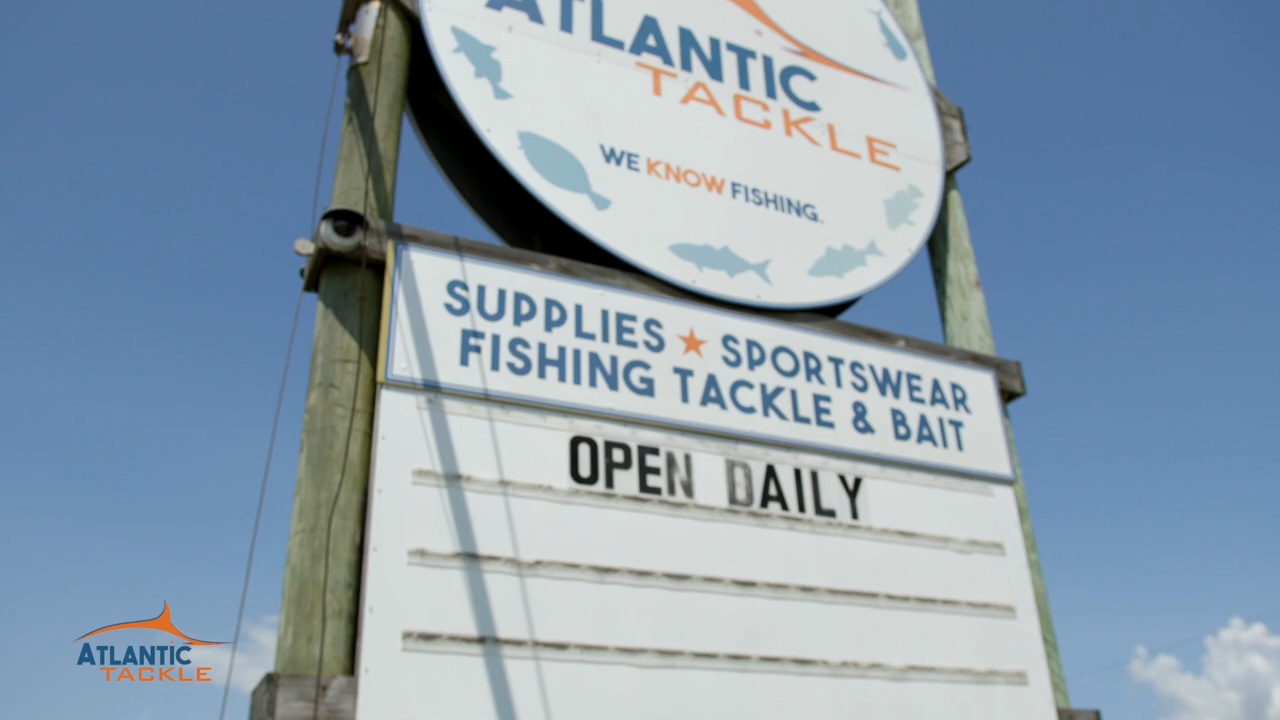 ATLANTIC
TACKLE
WE KNOW FISHING.
SUPPLIES ★ SPORTSWEAR
FISHING TACKLE & BAIT
OPEN DAILY
ATLANTIC
TACKLE